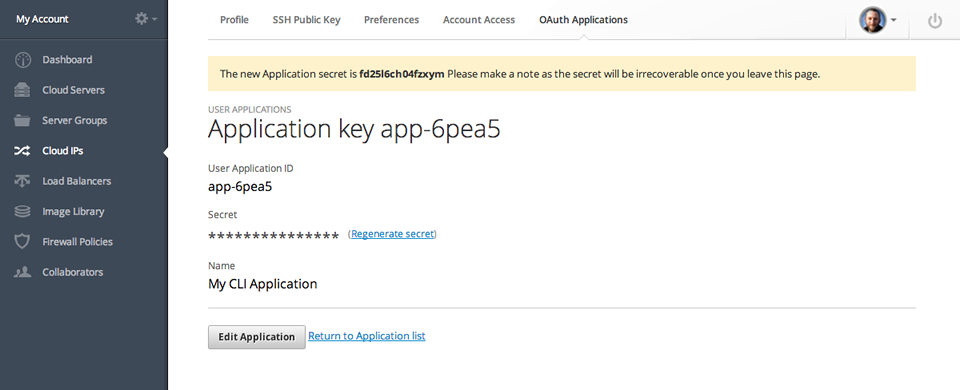 My Account
Profile SSH Public Key Preferences Account Access OAuth Applications
Dashboard
Cloud Servers
Server Groups
Cloud IPs
Load Balancers
Image Library
Firewall Policies
Collaborators
The new Application secret is fd25l6ch04fzxym Please make a note as the secret will be irrecoverable once you leave this page.
USER APPLICATIONS
Application key app-6pea5
User Application ID
app-6pea5
Secret
*************** (Regenerate secret)
Name
My CLI Application
Edit Application Return to Application list